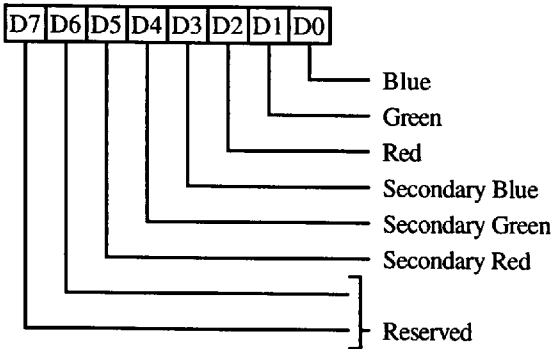 D7 D6 D5 D4 D3 D2 D1 D0
Blue
Green
Red
Secondary Blue
Secondary Green
Secondary Red
Reserved